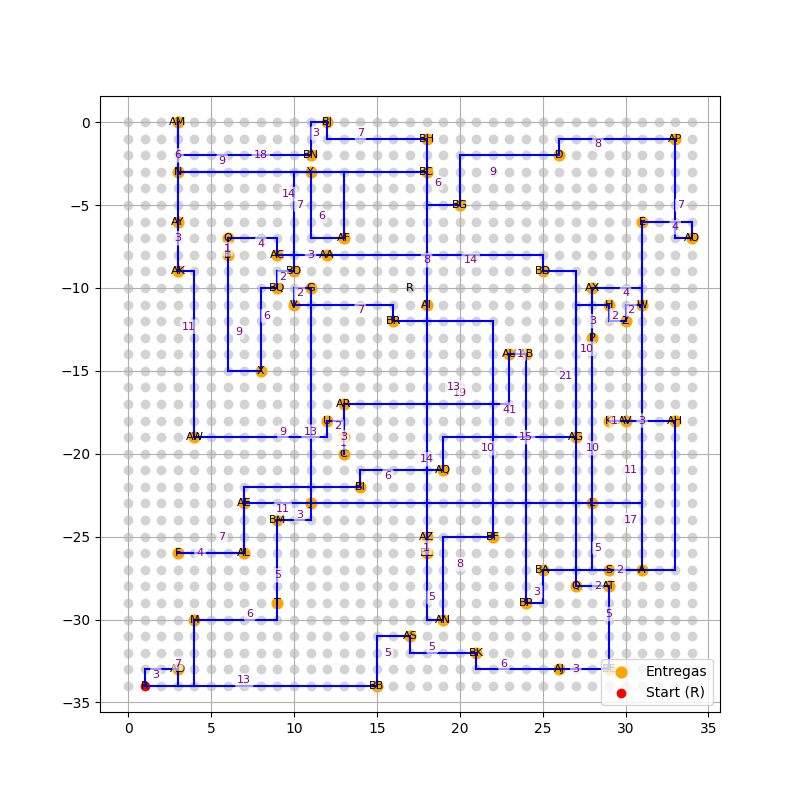 AM
BJ
BH
AP
0
3
7
8
6
18
BN
9
D
N
Y
BC
9
6
14
7
BG
7
−5
AY
6
E
4
3
O
4
AF
AO
1
AC
3
AA
8
14
AK
2
BO
BD
−10
BQ
2
G
R
AX
4
V
7
AI
2
W
6
BR
3
2
Z
11
9
P
10
1
B
−15
X
21
13
19
AR
41
U
2
1
AV
3
AH
AW
9
13
3
15
AG
−20
14
10
10
AQ
6
11
BI
AE
11
L
3
17
BM
−25
7
AZ
BF
F
4
AL
1
5
8
5
BA
S
2
A
3
Q
2
AT
T
5
BP
−30
M
6
AN
5
AS
5
5
BK
7
6
AJ
3
3
13
BB
Entregas
Start (R)
−35
0
5
10
15
20
25
30
35